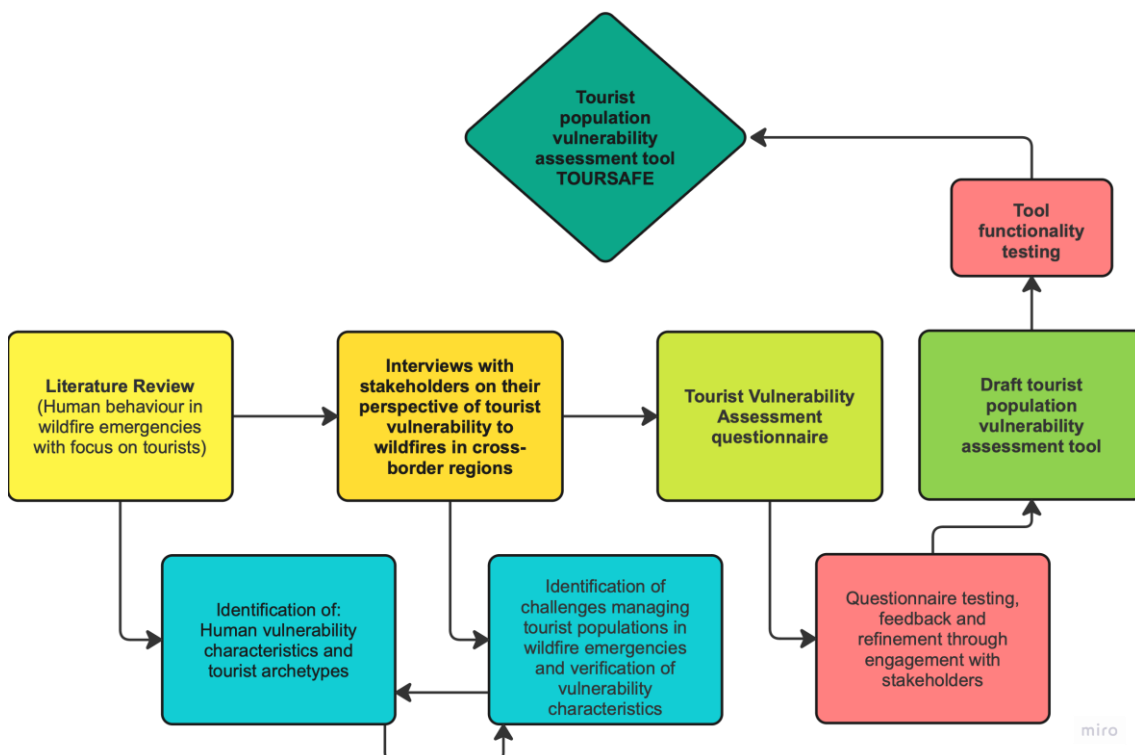 Tourist
population
vulnerability
assessment tool
TOURSAFE
Tool
functionality
testing
Literature Review
(Human behaviour in
wildfire emergencies
with focus on tourists)
Interviews with
stakeholders on their
perspective of tourist
vulnerability to
wildfires in cross-
border regions
Tourist Vulnerability
Assessment
questionnaire
Draft tourist
population
vulnerability
assessment tool
Identification of:
Human vulnerability
characteristics and
tourist archetypes
Identification of
challenges managing
tourist populations in
wildfire emergencies
and verification of
vulnerability
characteristics
Questionnaire testing,
feedback and
refinement through
engagement with
stakeholders
miro